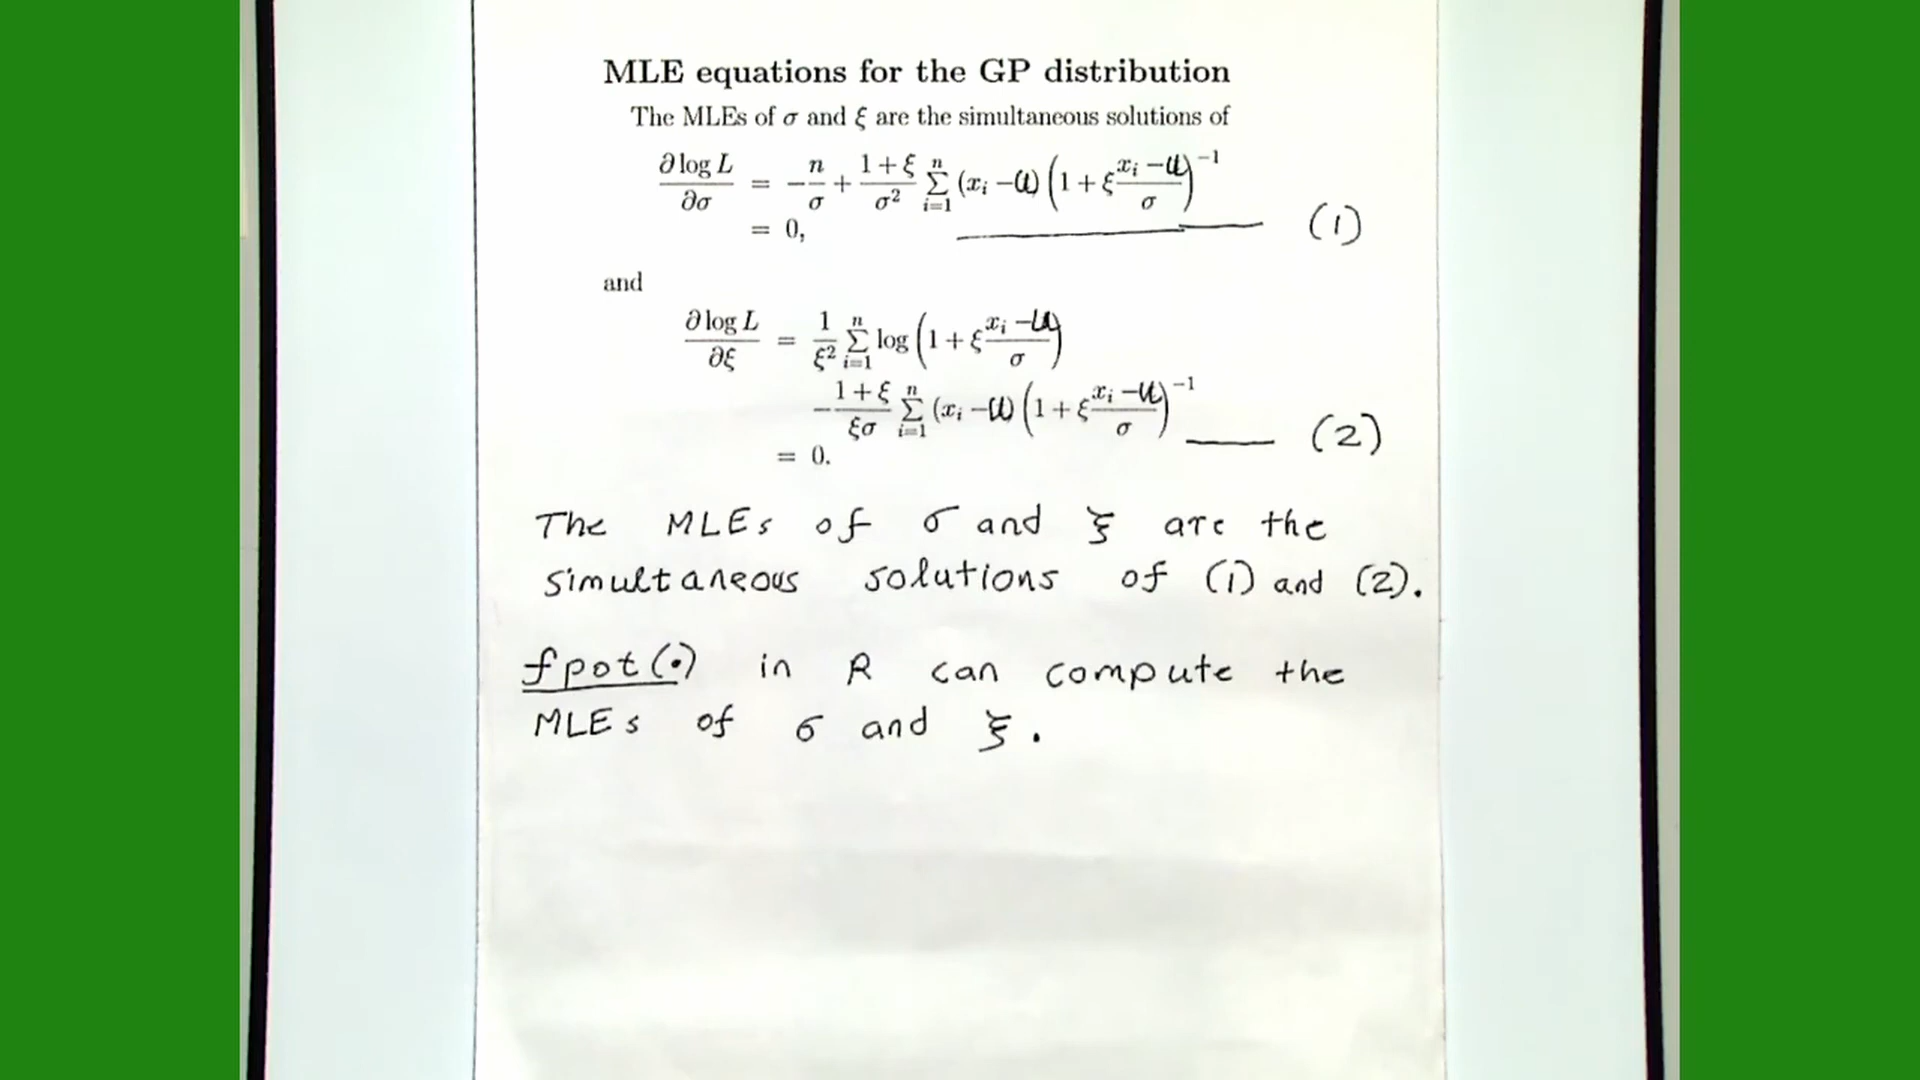 MLE equations for the GP distribution
The MLEs of σ and ξ are the simultaneous solutions of
∂ log L / ∂σ = −n/σ + (1+ξ)/σ² ∑_{i=1}^{n} (x_i − u) (1 + ξ (x_i − u)/σ)^{−1}
= 0, ———— (1)
and
∂ log L / ∂ξ = 1/ξ² ∑_{i=1}^{n} log (1 + ξ (x_i − u)/σ)
− (1+ξ)/(ξσ) ∑_{i=1}^{n} (x_i − u) (1 + ξ (x_i − u)/σ)^{−1} —— (2)
= 0.
The MLEs of σ and ξ are the
simultaneous solutions of (1) and (2).
fpot(·) in R can compute the
MLEs of σ and ξ.